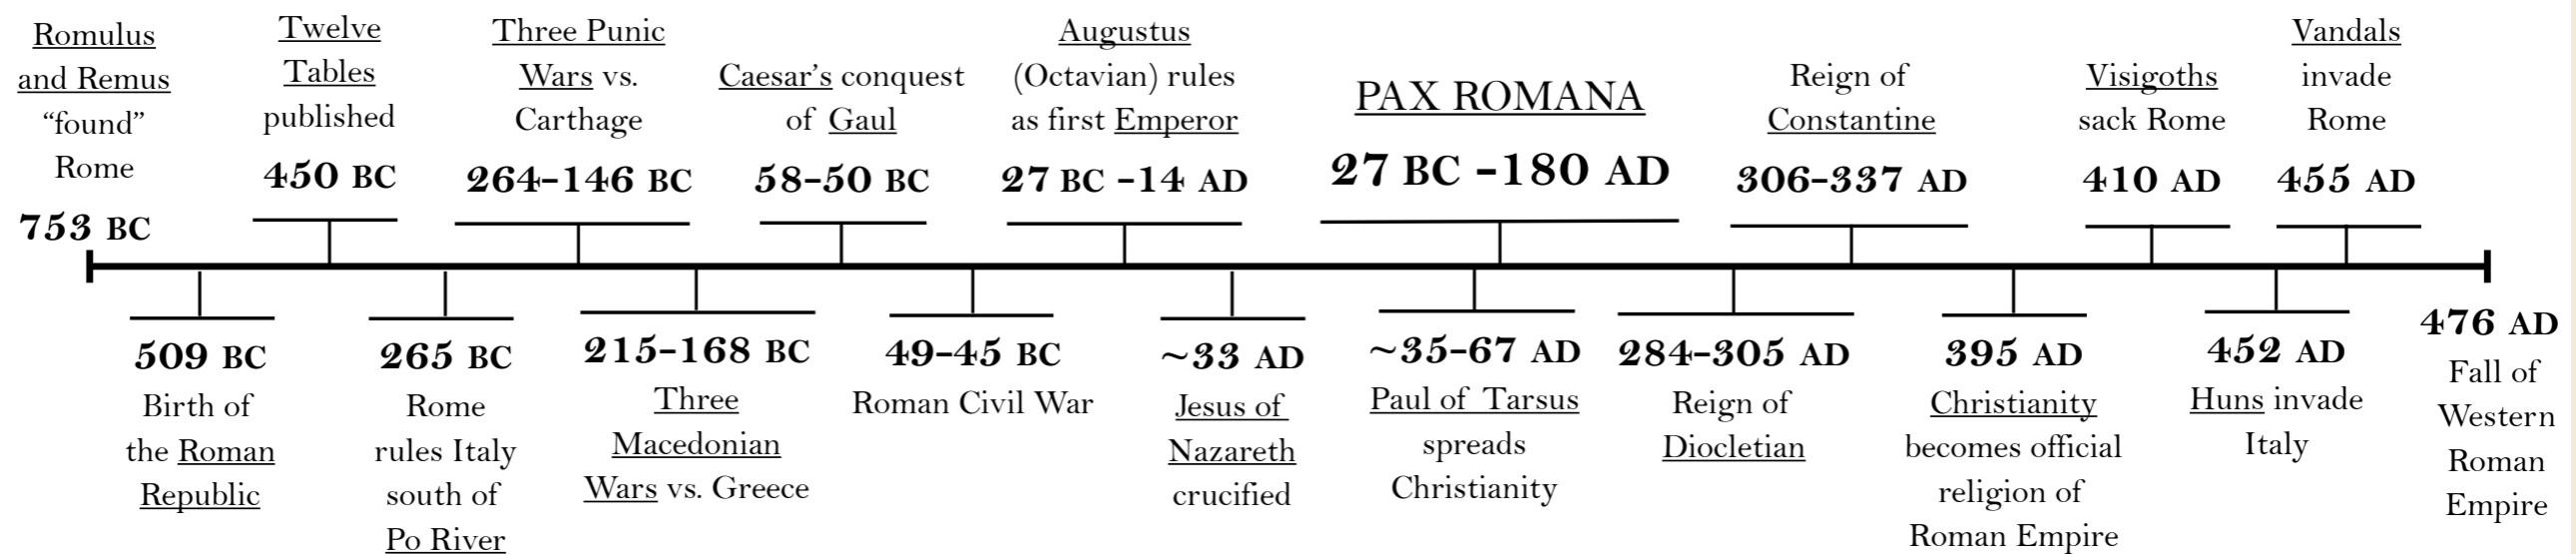 Romulus
and Remus
“found”
Rome
753 BC
Twelve
Tables
published
450 BC
Three Punic
Wars vs.
Carthage
264-146 BC
Caesar’s conquest
of Gaul
58-50 BC
Augustus
(Octavian) rules
as first Emperor
27 BC -14 AD
PAX ROMANA
27 BC -180 AD
Reign of
Constantine
306-337 AD
Visigoths
sack Rome
410 AD
Vandals
invade
Rome
455 AD
509 BC
Birth of
the Roman
Republic
265 BC
Rome
rules Italy
south of
Po River
215-168 BC
Three
Macedonian
Wars vs. Greece
49-45 BC
Roman Civil War
~33 AD
Jesus of
Nazareth
crucified
~35-67 AD
Paul of Tarsus
spreads
Christianity
284-305 AD
Reign of
Diocletian
395 AD
Christianity
becomes official
religion of
Roman Empire
452 AD
Huns invade
Italy
476 AD
Fall of
Western
Roman
Empire